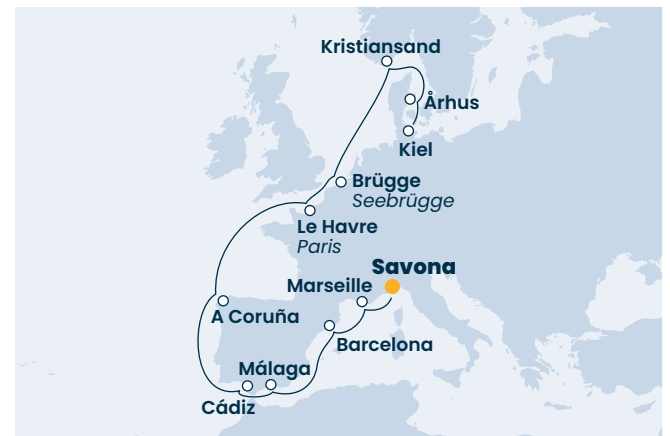 Kristiansand
Århus
Kiel
Brügge
Seebrügge
Le Havre
Paris
Savona
Marseille
A Coruña
Barcelona
Málaga
Cádiz